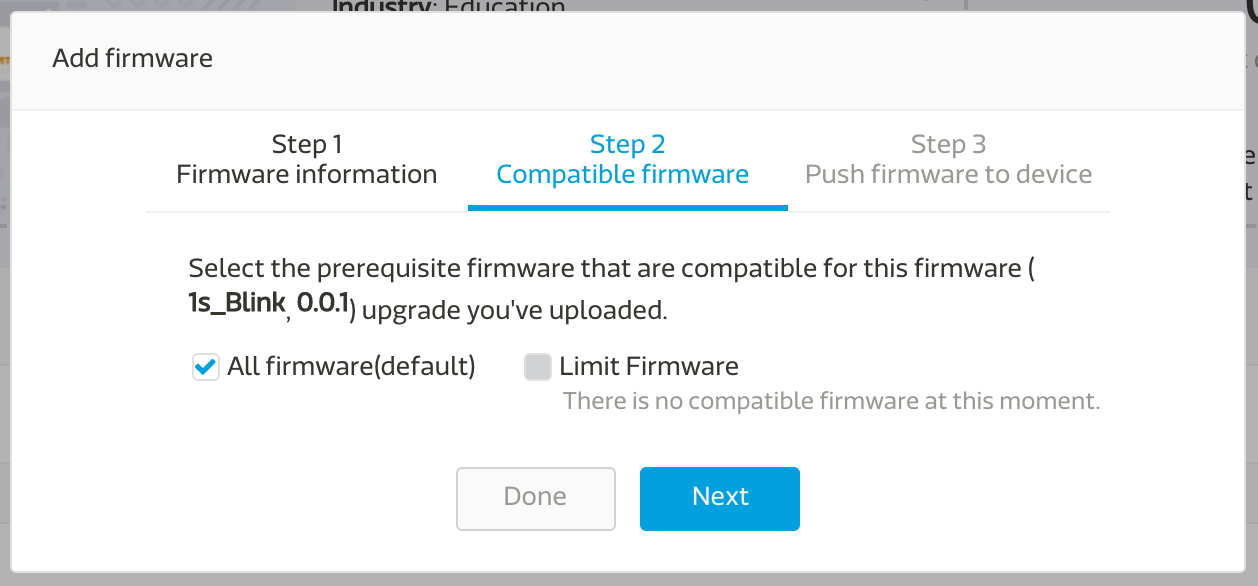 Industry: Education
Add firmware
Step 1
Firmware information
Step 2
Compatible firmware
Step 3
Push firmware to device
Select the prerequisite firmware that are compatible for this firmware (
1s_Blink, 0.0.1) upgrade you've uploaded.
All firmware(default)
Limit Firmware
There is no compatible firmware at this moment.
Done
Next